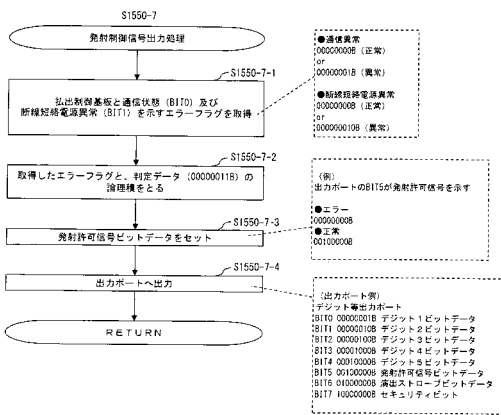 S1550-7
発射制御信号出力処理
S1550-7-1
払出制御基板と通信状態（BIT0）及び
断線短絡電源異常（BIT1）を示すエラーフラグを取得
●通信異常
00000000B（正常）
or
00000001B（異常）
●断線短絡電源異常
00000000B（正常）
or
000000010B（異常）
S1550-7-2
取得したエラーフラグと、判定データ（00000011B）の
論理積をとる
（例）
出力ポートのBIT5が発射許可信号を示す
●エラー
00000000B
●正常
00100000B
S1550-7-3
発射許可信号ビットデータをセット
S1550-7-4
出力ポートへ出力
（出力ポート例）
デジット等出力ポート
BIT0 00000001B デジット１ビットデータ
BIT1 00000010B デジット２ビットデータ
BIT2 00000100B デジット３ビットデータ
BIT3 00001000B デジット４ビットデータ
BIT4 00010000B デジット５ビットデータ
BIT5 00100000B 発射許可信号ビットデータ
BIT6 01000000B 演出ストローブビットデータ
BIT7 10000000B セキュリティビット
RETURN